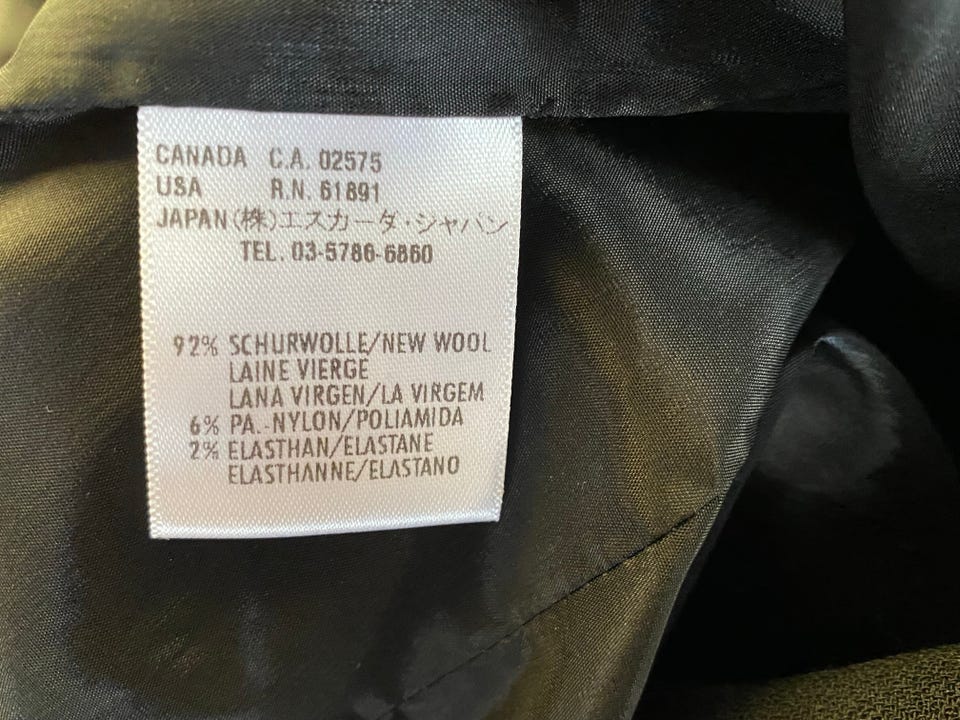 CANADA C.A. 02575
USA R.N. 61891
JAPAN (株)エスカーダ・ジャパン
TEL. 03-5786-6860
92% SCHURWOLLE/NEW WOOL
LAINE VIERGE
LANA VIRGEN/LA VIRGEM
6% PA.-NYLON/POLIAMIDA
2% ELASTHAN/ELASTANE
ELASTHANNE/ELASTANO